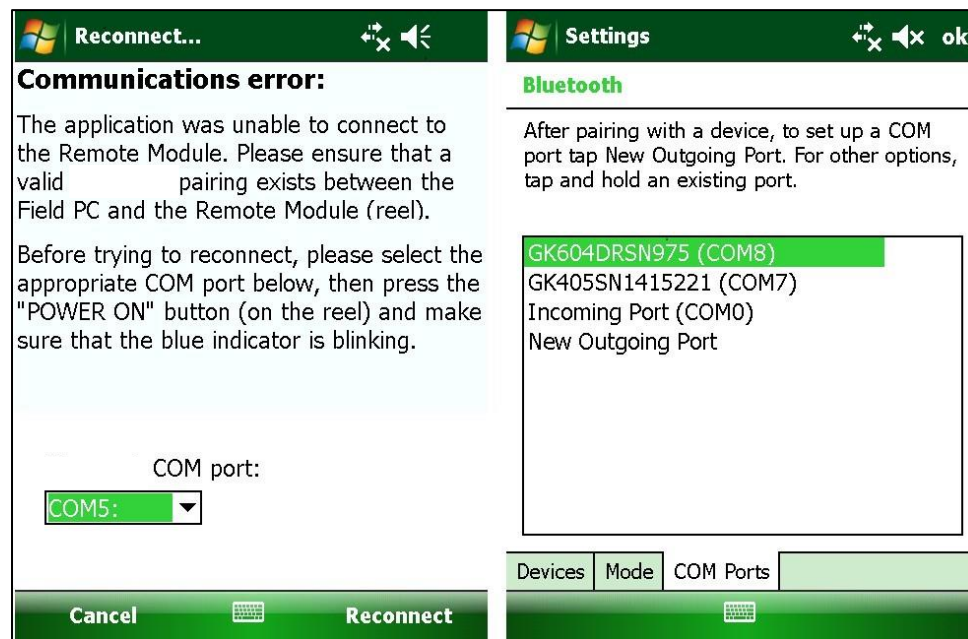 Reconnect...
Communications error:
The application was unable to connect to
the Remote Module. Please ensure that a
valid pairing exists between the
Field PC and the Remote Module (reel).
Before trying to reconnect, please select the
appropriate COM port below, then press the
"POWER ON" button (on the reel) and make
sure that the blue indicator is blinking.
COM port:
COM5:
Cancel
Reconnect
Settings
ok
Bluetooth
After pairing with a device, to set up a COM
port tap New Outgoing Port. For other options,
tap and hold an existing port.
GK604DRSN975 (COM8)
GK405SN1415221 (COM7)
Incoming Port (COM0)
New Outgoing Port
Devices
Mode
COM Ports